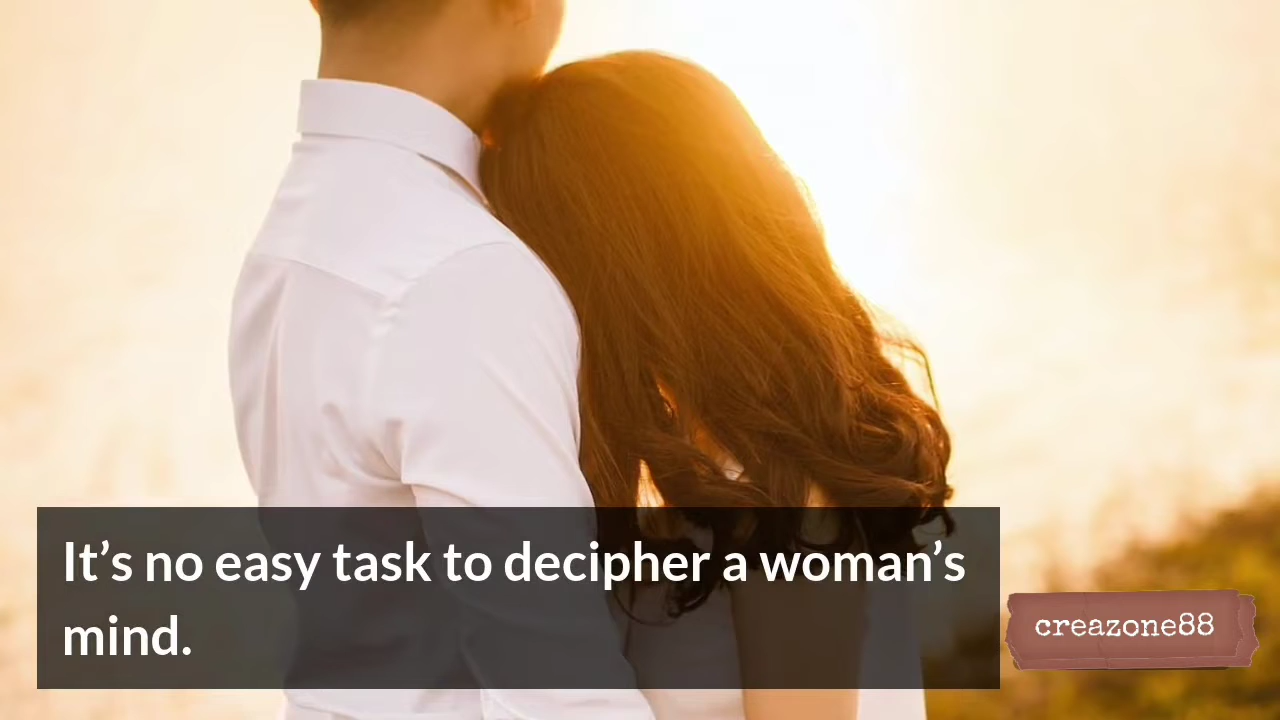 It’s no easy task to decipher a woman’s
mind.
creazone88